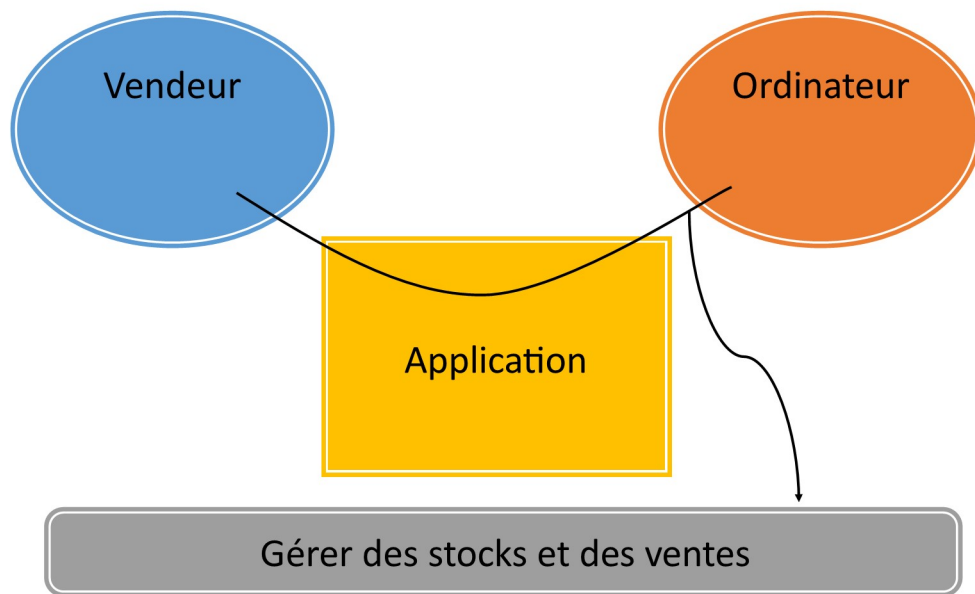 Vendeur
Ordinateur
Application
Gérer des stocks et des ventes